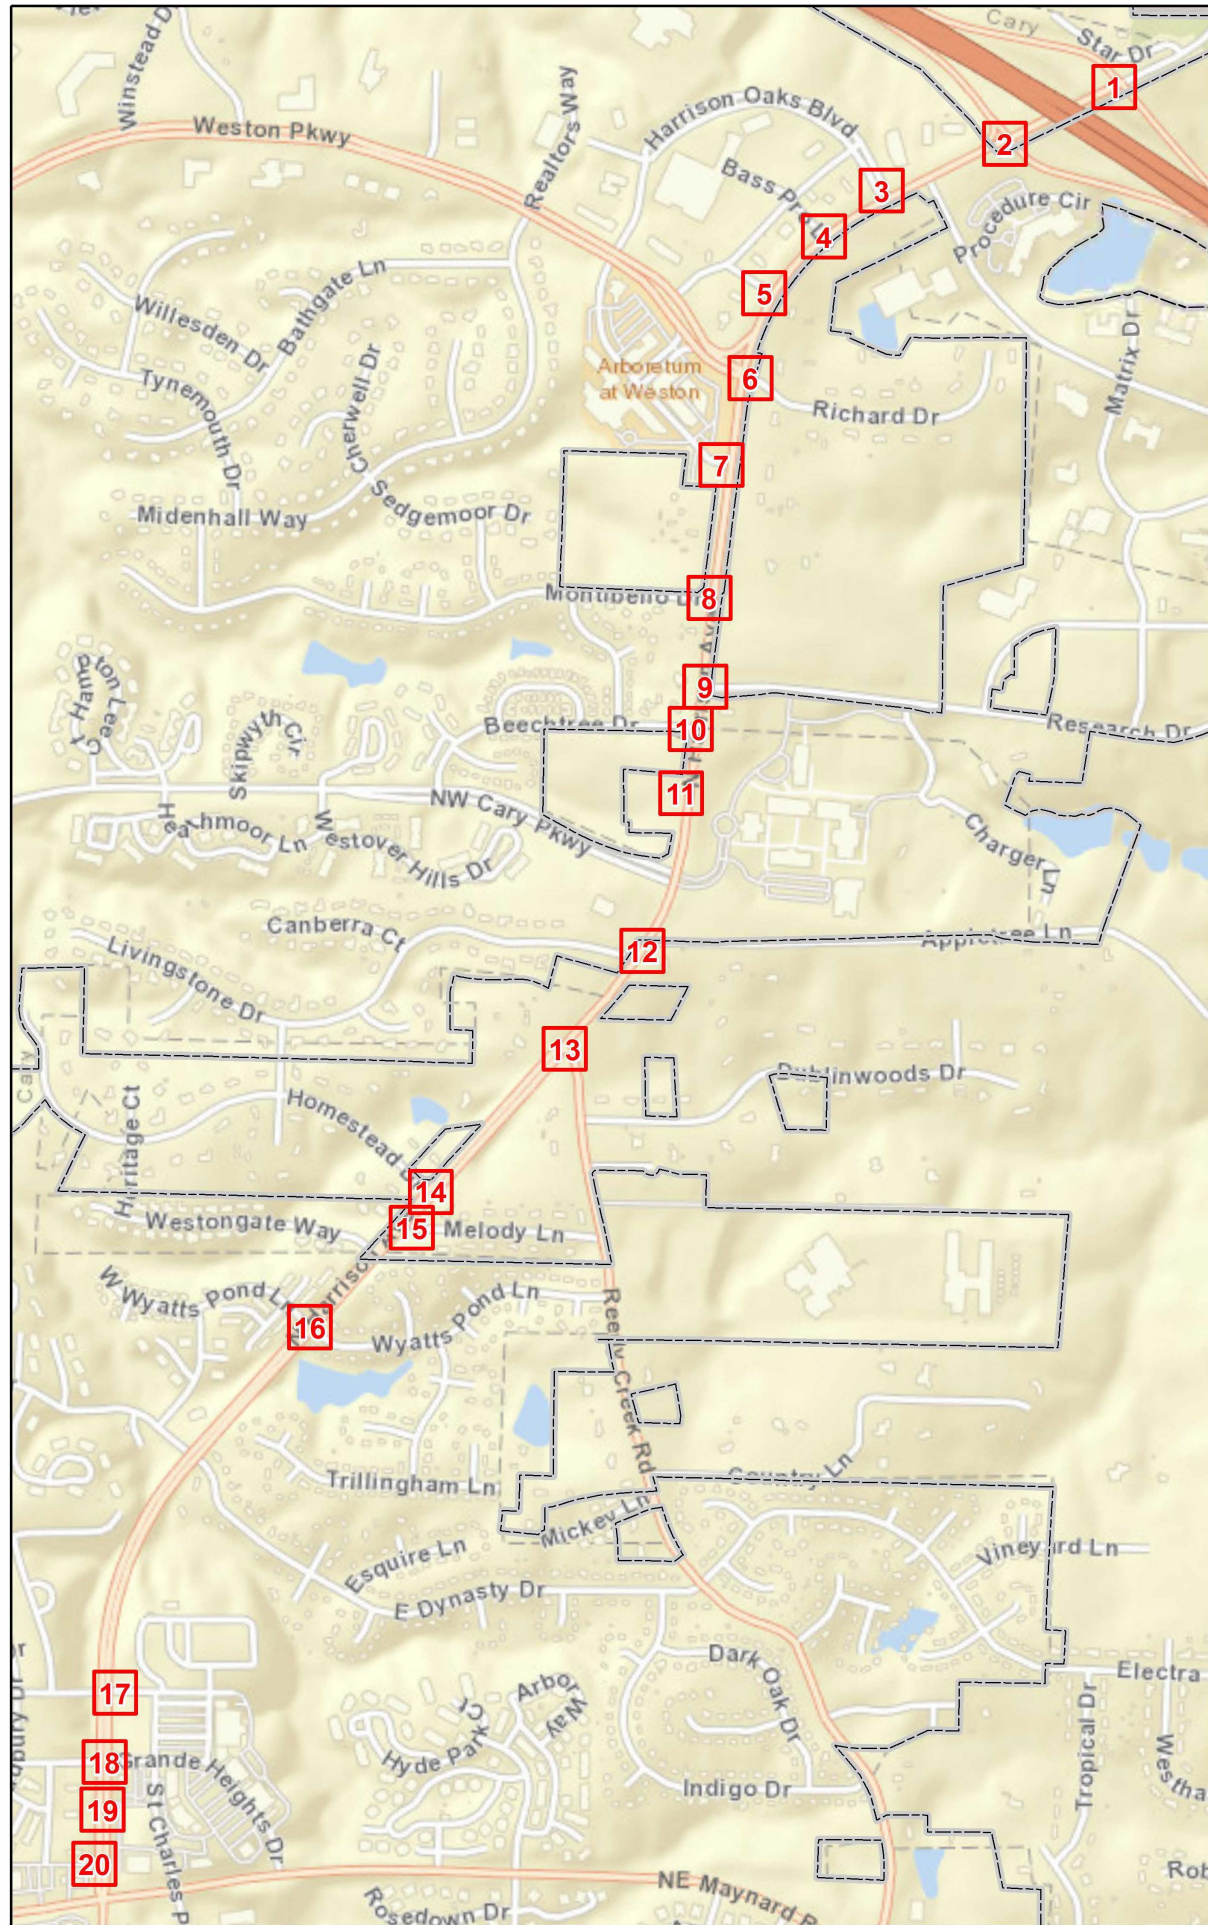 Cary
Star Dr
1
Winstead D
Weston Pkwy
Realtors Way
Harrison Oaks Blvd
2
Bass Pro L
3
Procedure Cir
4
Bathgate Ln
Willesden Dr
5
Matrix Dr
Cherwell Dr
Tynemouth Dr
Arboretum
at Weston
6
Richard Dr
7
Midenhall Way
Sedgemoor Dr
Montibello Dr
8
Skipwyth Cir
9
Beechtree Dr
10
Research Dr
NW Cary Pkwy
11
Westover Hills Dr
Charger Ln
Canberra Ct
Livingstone Dr
12
Appletree Ln
Cary
13
Dublinwoods Dr
Heritage Ct
Homestead
14
Westongate Way
15
Melody Ln
W Wyatts Pond Ln
N Harrison
16
Wyatts Pond Ln
Reedy Creek Rd
Trillingham Ln
Country Ln
Mickey Ln
Esquire Ln
Vineyard Ln
E Dynasty Dr
Dark Oak Dr
Electra
17
Arbor Way
Hyde Park Ct
Tropical Dr
Westha
18
Grande Heights Dr
Indigo Dr
19
St Charles P
20
Rob
NE Maynard R
Rosedown Dr